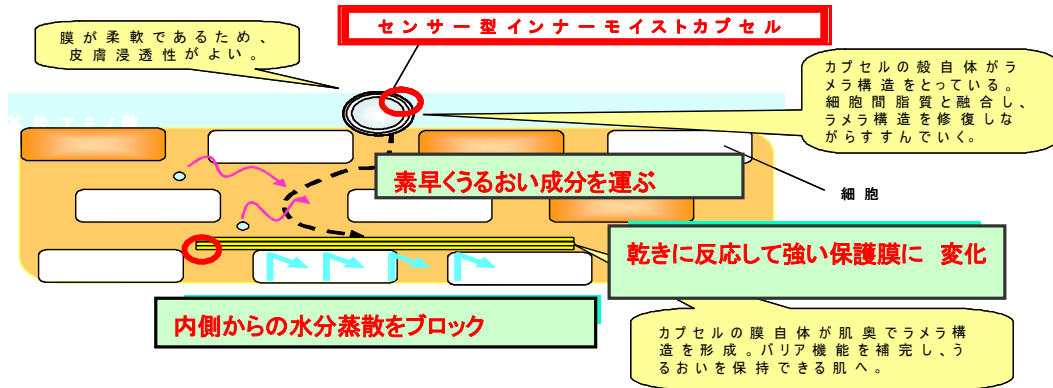 センサー型インナーモイストカプセル
膜が柔軟であるため、
皮膚浸透性がよい。
カプセルの殻自体がラ
メラ構造をとっている。
細胞間脂質と融合し、
ラメラ構造を修復しな
がらすすんでいく。
素早くうるおい成分を運ぶ
細胞
乾きに反応して強い保護膜に 変化
内側からの水分蒸散をブロック
カプセルの膜自体が肌奥でラメラ構
造を形成。バリア機能を補完し、う
るおいを保持できる肌へ。